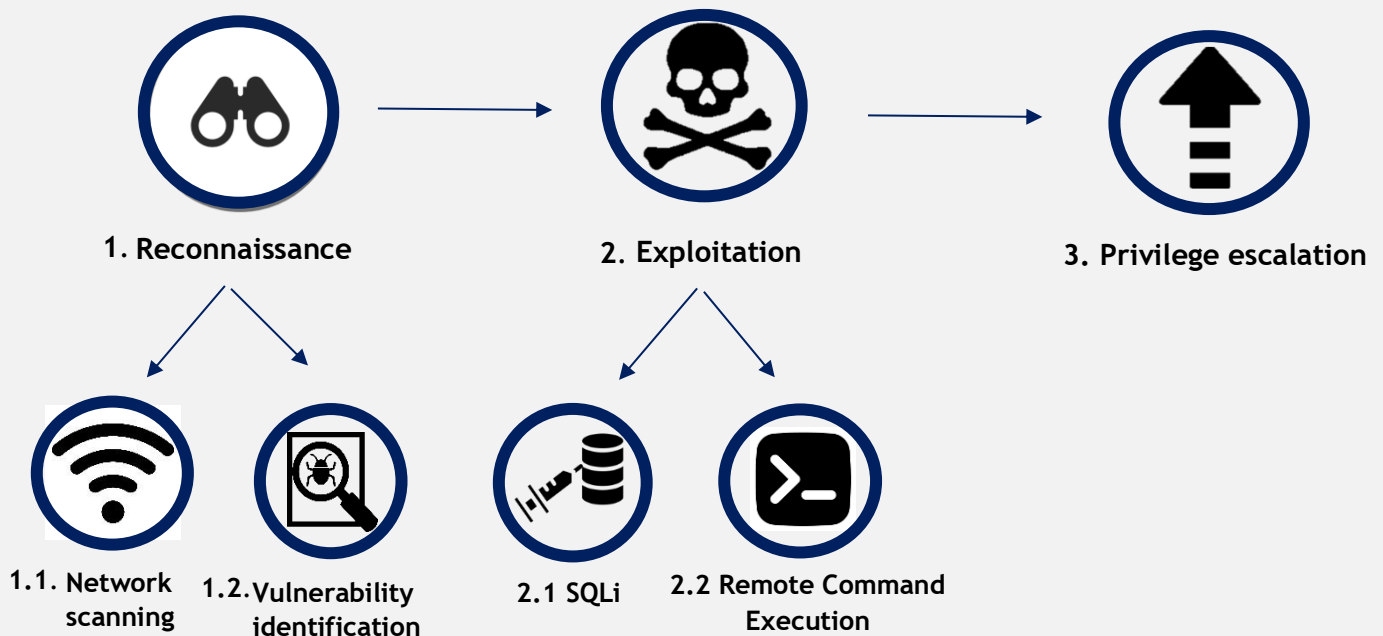 1. Reconnaissance
2. Exploitation
3. Privilege escalation
1.1. Network
scanning
1.2. Vulnerability
identification
2.1 SQLi
2.2 Remote Command
Execution